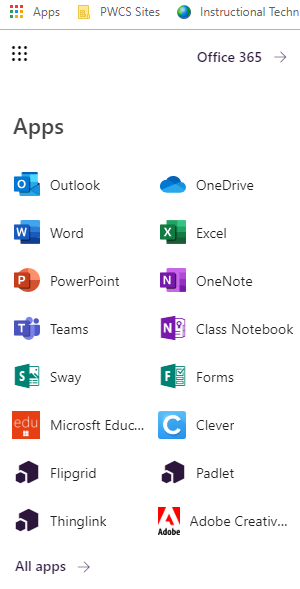 Apps PWCS Sites Instructional Techn
Office 365
Apps
Outlook OneDrive
Word Excel
PowerPoint OneNote
Teams Class Notebook
Sway Forms
edu Microsft Educ... Clever
Flipgrid Padlet
Thinglink Adobe Creativ...
All apps